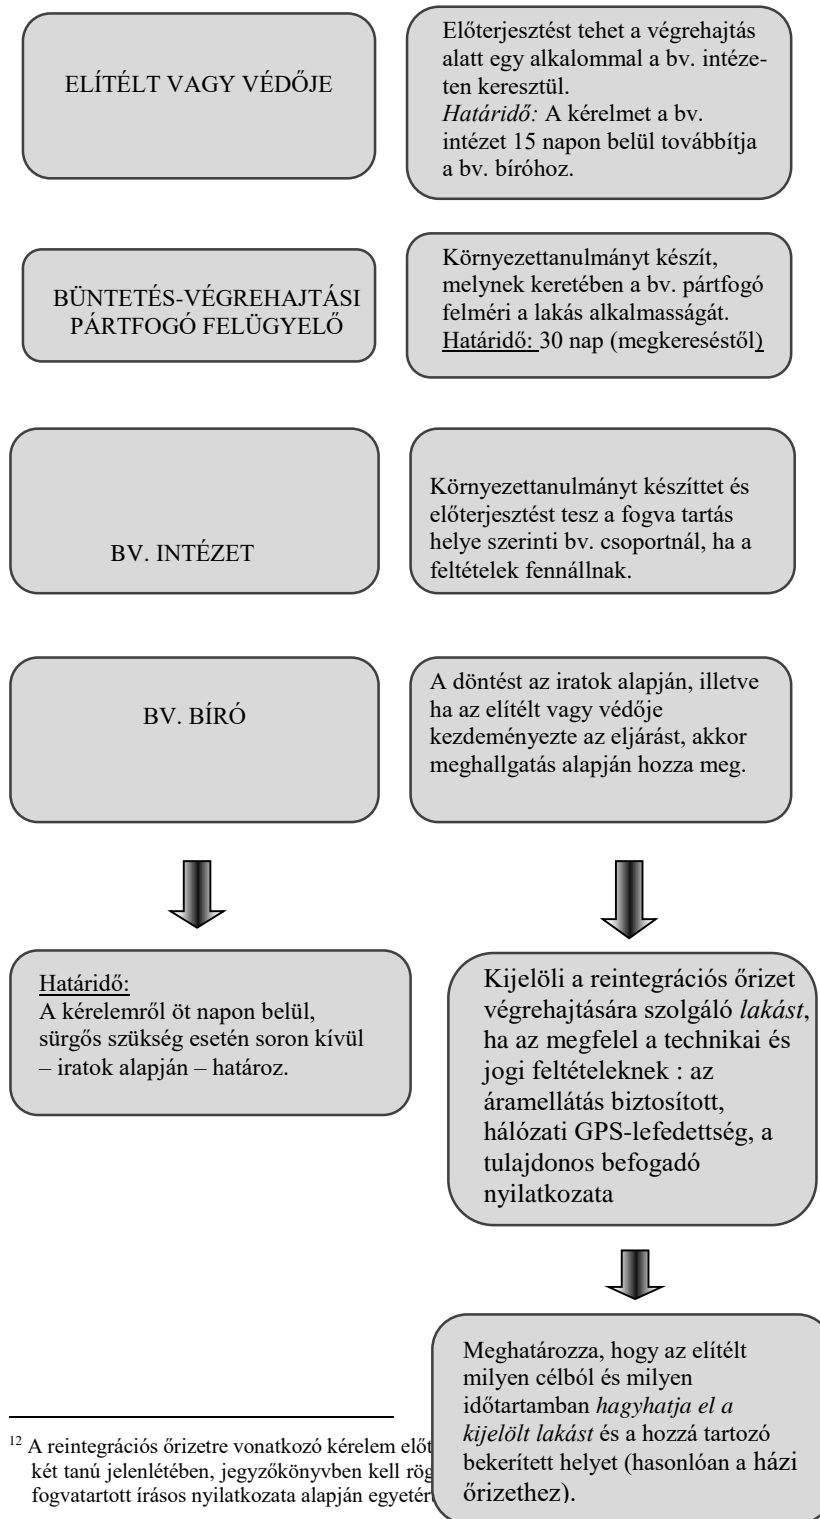 ELÍTÉLT VAGY VÉDŐJE
Előterjesztést tehet a végrehajtás
alatt egy alkalommal a bv. intéze-
ten keresztül.
Határidő: A kérelmet a bv.
intézet 15 napon belül továbbítja
a bv. bíróhoz.
BÜNTETÉS-VÉGREHAJTÁSI
PÁRTFOGÓ FELÜGYELŐ
Környezettanulmányt készít,
melynek keretében a bv. pártfogó
felméri a lakás alkalmasságát.
Határidő: 30 nap (megkereséstől)
BV. INTÉZET
Környezettanulmányt készíttet és
előterjesztést tesz a fogva tartás
helye szerinti bv. csoportnál, ha a
feltételek fennállnak.
BV. BÍRÓ
A döntést az iratok alapján, illetve
ha az elítélt vagy védője
kezdeményezte az eljárást, akkor
meghallgatás alapján hozza meg.
Határidő:
A kérelemről öt napon belül,
sürgős szükség esetén soron kívül
– iratok alapján – határoz.
Kijelöli a reintegrációs őrizet
végrehajtására szolgáló lakást,
ha az megfelel a technikai és
jogi feltételeknek : az
áramellátás biztosított,
hálózati GPS-lefedettség, a
tulajdonos befogadó
nyilatkozata
Meghatározza, hogy az elítélt
milyen célból és milyen
időtartamban hagyhatja el a
kijelölt lakást és a hozzá tartozó
bekerített helyet (hasonlóan a házi
őrizethez).
12 A reintegrációs őrizetre vonatkozó kérelem előt
két tanú jelenlétében, jegyzőkönyvben kell rög
fogvatartott írásos nyilatkozata alapján egyetér